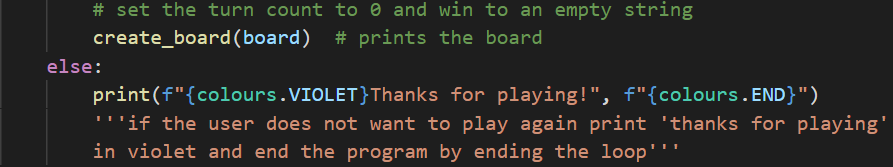 # set the turn count to 0 and win to an empty string
create_board(board)  # prints the board
else:
print(f"{colours.VIOLET}Thanks for playing!", f"{colours.END}")
'''if the user does not want to play again print 'thanks for playing'
in violet and end the program by ending the loop'''